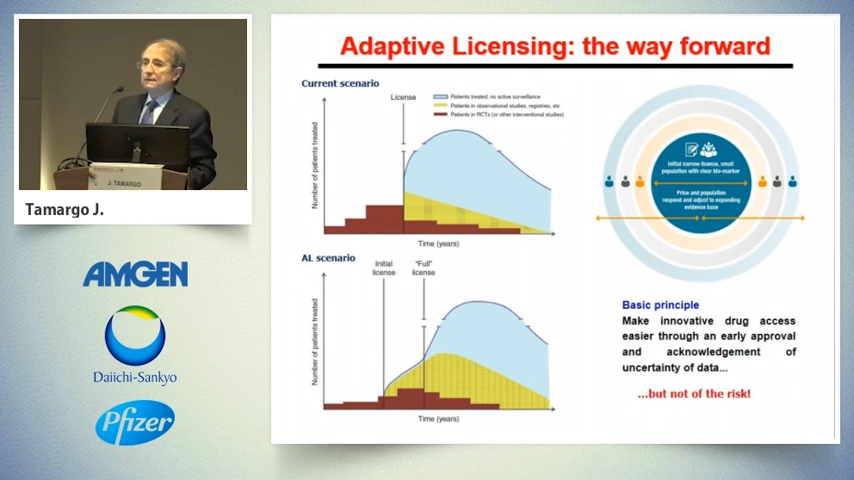 Adaptive Licensing: the way forward
Current scenario
License
Patients treated, no active surveillance
Patients in observational studies, registries, etc
Patients in RCTs (or other interventional studies)
Number of patients treated
Time (years)
Initial narrow license, small
population with clear bio-marker
Price and population
respond and adjust to expanding
evidence base
AL scenario
Initial
license
"Full"
license
Number of patients treated
Time (years)
Basic principle
Make innovative drug access
easier through an early approval
and acknowledgement of
uncertainty of data...
...but not of the risk!
J. TAMARGO
Tamargo J.
AMGEN
Daiichi-Sankyo
Pfizer